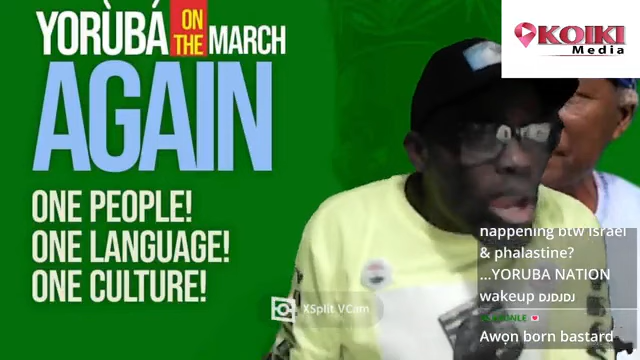 YORÙBÁ ON THE MARCH
AGAIN
ONE PEOPLE!
ONE LANGUAGE!
ONE CULTURE!
KOIKI
Media
XSplit VCam
happening btw Israel
& phalastine?
...YORUBA NATION
wakeup DJDJDJ
Awọn born bastard